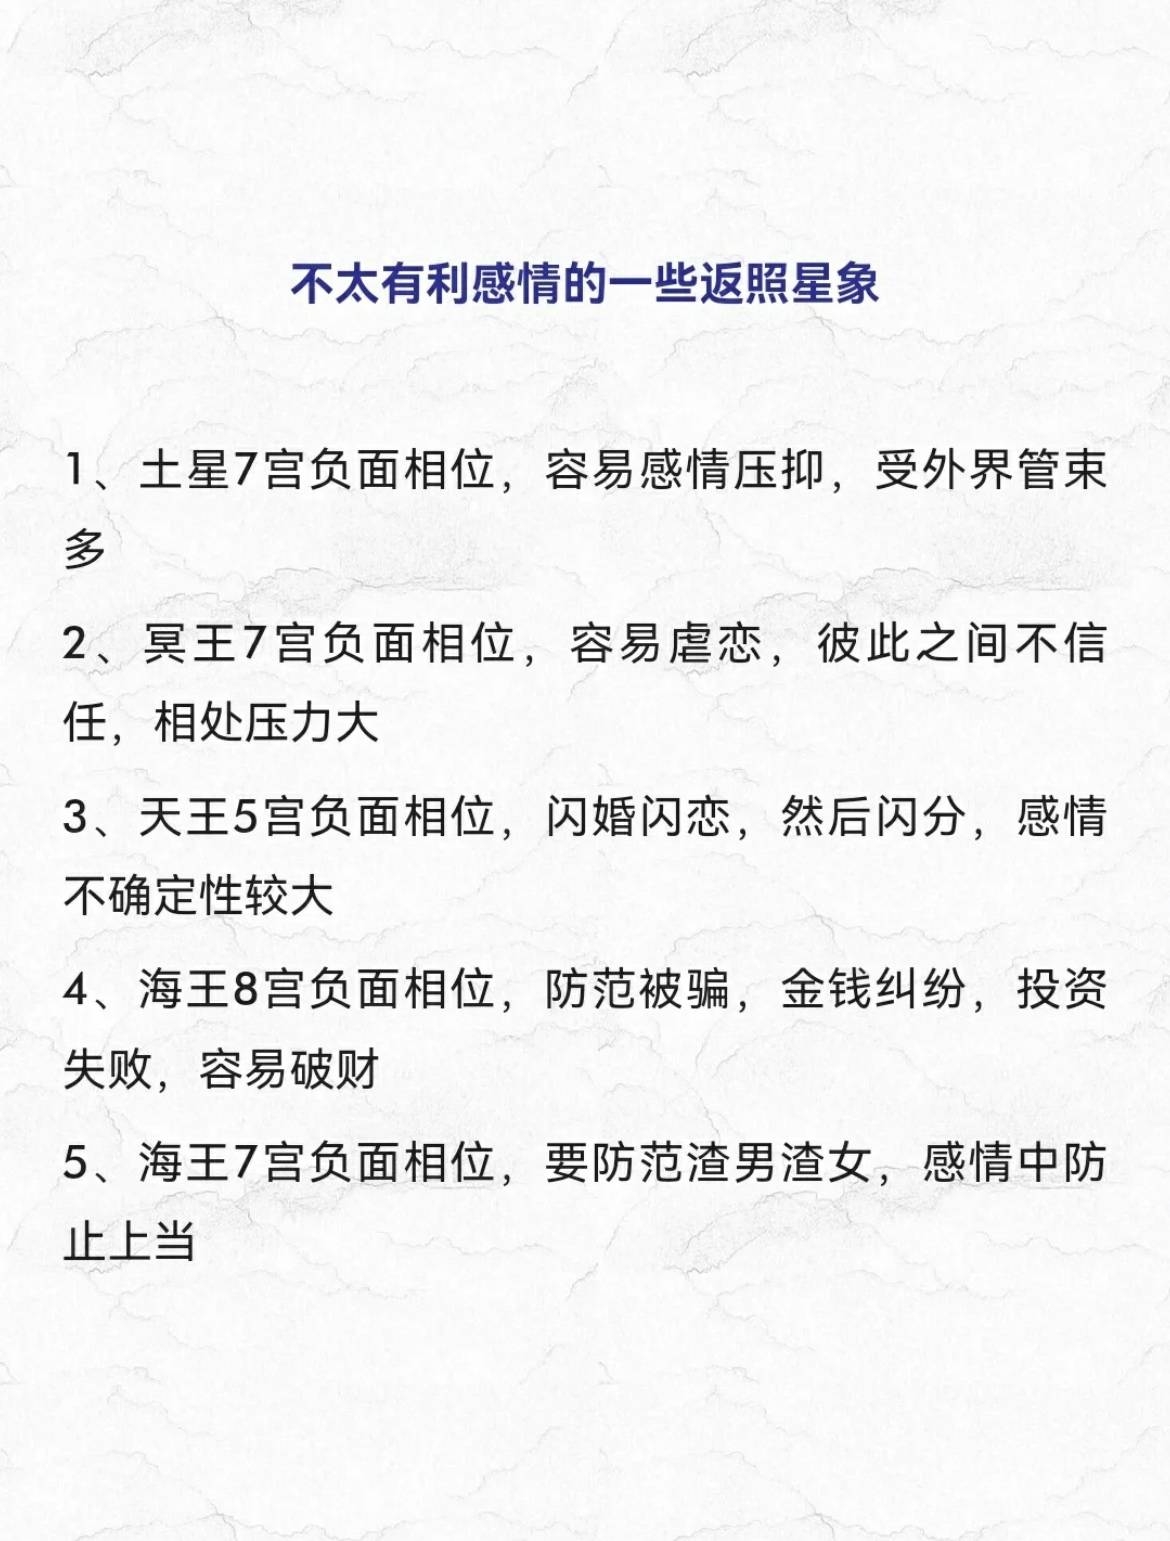 不太有利感情的一些返照星象
1、土星7宫负面相位，容易感情压抑，受外界管束
多
2、冥王7宫负面相位，容易虐恋，彼此之间不信
任，相处压力大
3、天王5宫负面相位，闪婚闪恋，然后闪分，感情
不确定性较大
4、海王8宫负面相位，防范被骗，金钱纠纷，投资
失败，容易破财
5、海王7宫负面相位，要防范渣男渣女，感情中防
止上当